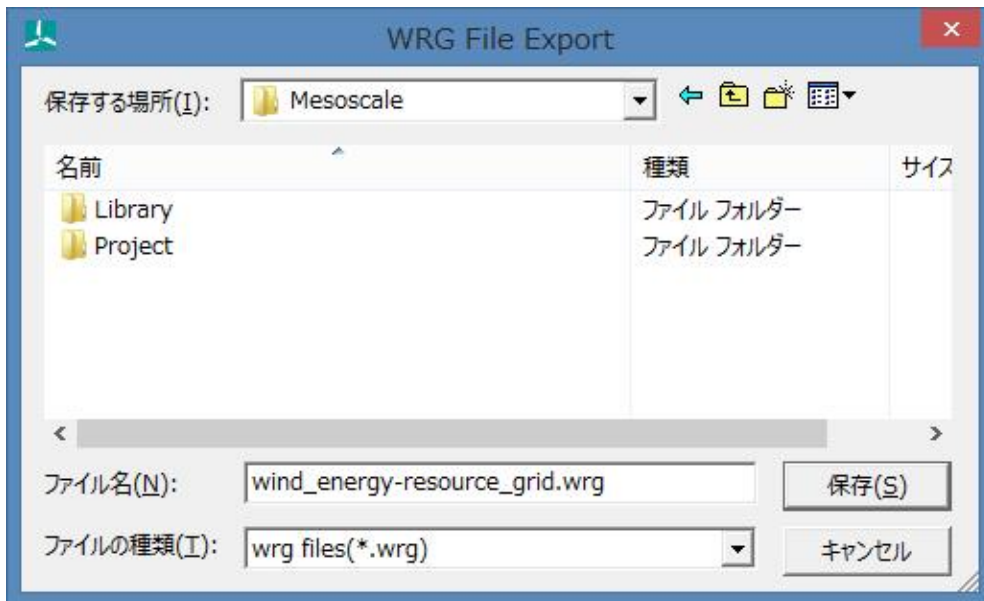 WRG File Export
保存する場所(I): Mesoscale
名前 種類 サイズ
Library ファイル フォルダー
Project ファイル フォルダー
ファイル名(N): wind_energy-resource_grid.wrg 保存(S)
ファイルの種類(T): wrg files(*.wrg) キャンセル